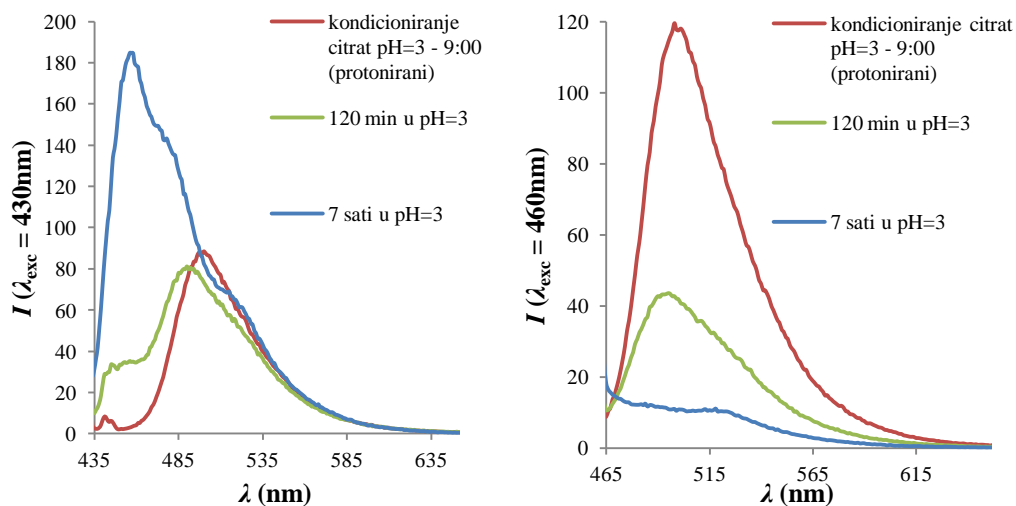 200
180
160
140
120
100
80
60
40
20
0
I (λexc = 430nm)
kondicioniranje
citrat pH=3 - 9:00
(protonirani)
120 min u pH=3
7 sati u pH=3
435 485 535 585 635
λ (nm)
120
100
80
60
40
20
0
I (λexc = 460nm)
kondicioniranje citrat
pH=3 - 9:00
(protonirani)
120 min u pH=3
7 sati u pH=3
465 515 565 615
λ (nm)